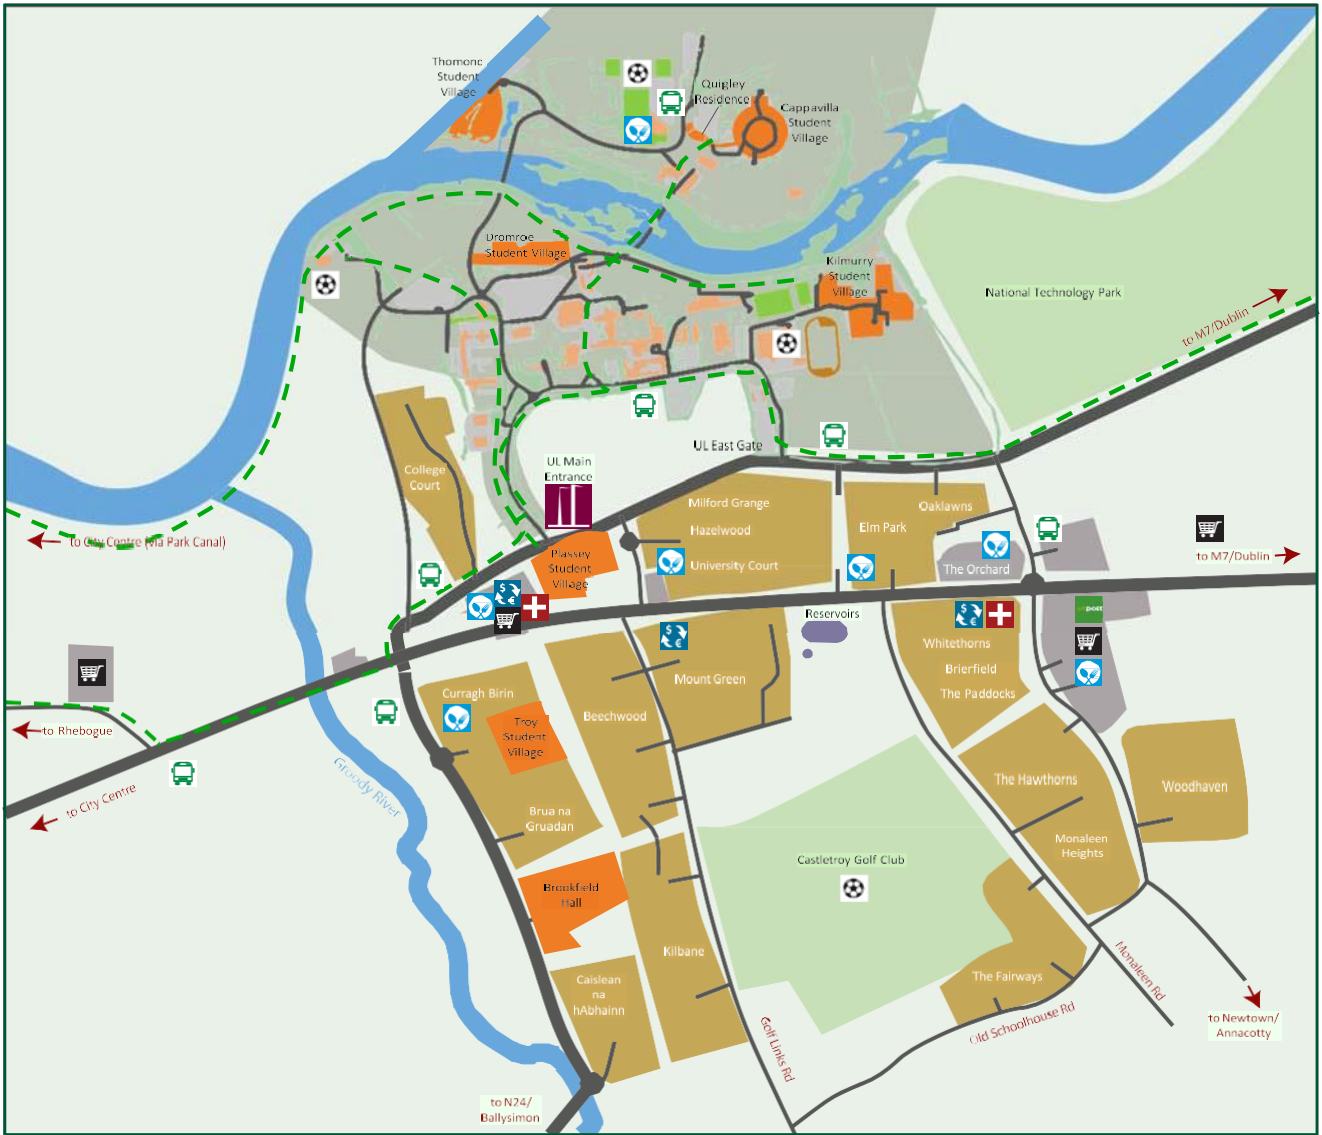 Thomond
Student
Village
Quigley
Residence
Cappavilla
Student
Village
Dromroe
Student Village
Kilmurry
Student
Village
National Technology Park
to M7/Dublin
UL East Gate
UL Main
Entrance
College
Court
Milford Grange
Hazelwood
University Court
Oaklawns
Elm Park
The Orchard
to City Centre (via Park Canal)
to M7/Dublin
Plassey
Student
Village
$
€
Reservoirs
$
€
post
$
€
Whitethorns
Brierfield
The Paddocks
Mount Green
Curragh Birin
Troy
Student
Village
Beechwood
to Rhebogue
to City Centre
Groody River
The Hawthorns
Woodhaven
Brua na
Gruadan
Monaleen
Heights
Castletroy Golf Club
Brookfield
Hall
Kilbane
Caislean
na
hAbhainn
The Fairways
Monaleen Rd
Old Schoolhouse Rd
Golf Links Rd
to Newtown/
Annacotty
to N24/
Ballysimon